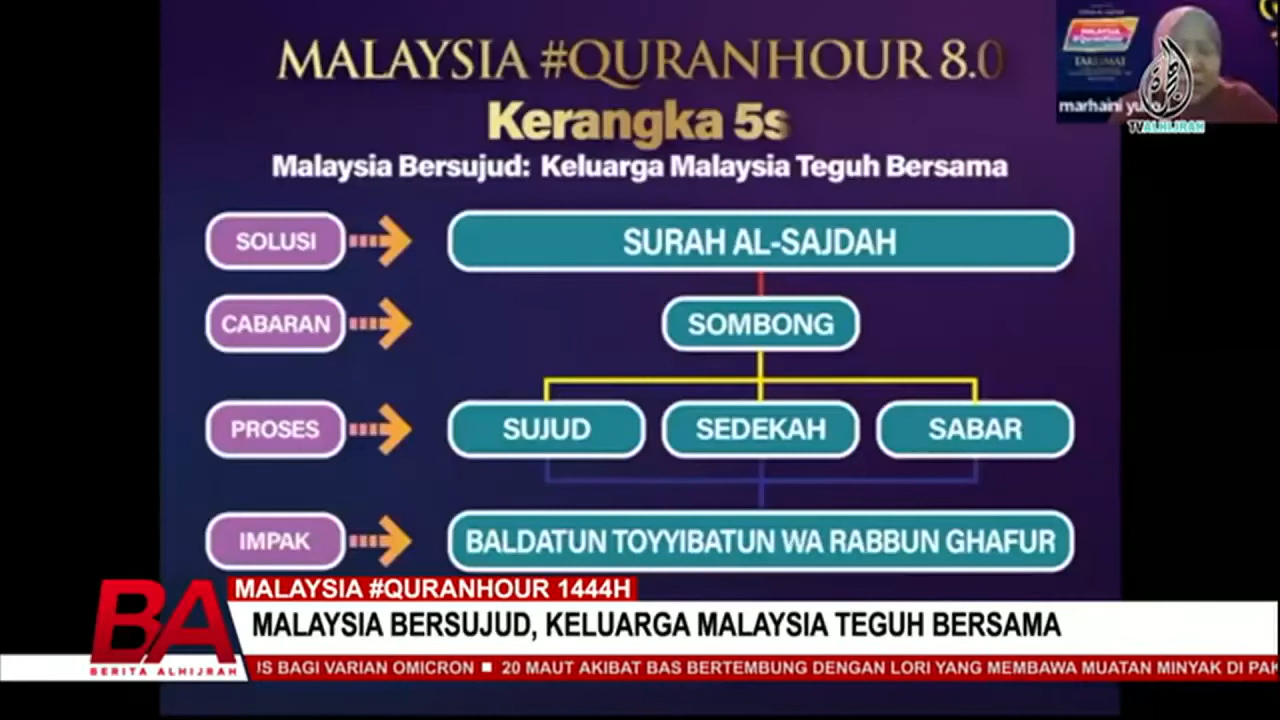 MALAYSIA #QURANHOUR 8.0
Kerangka 5s
Malaysia Bersujud: Keluarga Malaysia Teguh Bersama
SOLUSI
SURAH AL-SAJDAH
CABARAN
SOMBONG
PROSES
SUJUD
SEDEKAH
SABAR
IMPAK
BALDATUN TOYYIBATUN WA RABBUN GHAFUR
marhaini
TV ALHIJRAH
BA
BERITA ALHIJRAH
MALAYSIA #QURANHOUR 1444H
MALAYSIA BERSUJUD, KELUARGA MALAYSIA TEGUH BERSAMA
US BAGI VARIAN OMICRON ■ 20 MAUT AKIBAT BAS BERTEMBUNG DENGAN LORI YANG MEMBAWA MUATAN MINYAK DI PAK